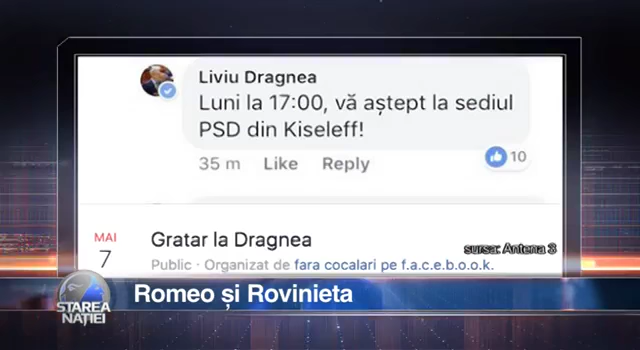 Liviu Dragnea
Luni la 17:00, vă aștept la sediul
PSD din Kiseleff!
35 m Like Reply 10
MAI
7
Gratar la Dragnea
Public · Organizat de fara cocalari pe f.a.c.e.b.o.o.k.
sursa: Antena 3
Romeo și Rovinieta
STAREA
NAȚIEI